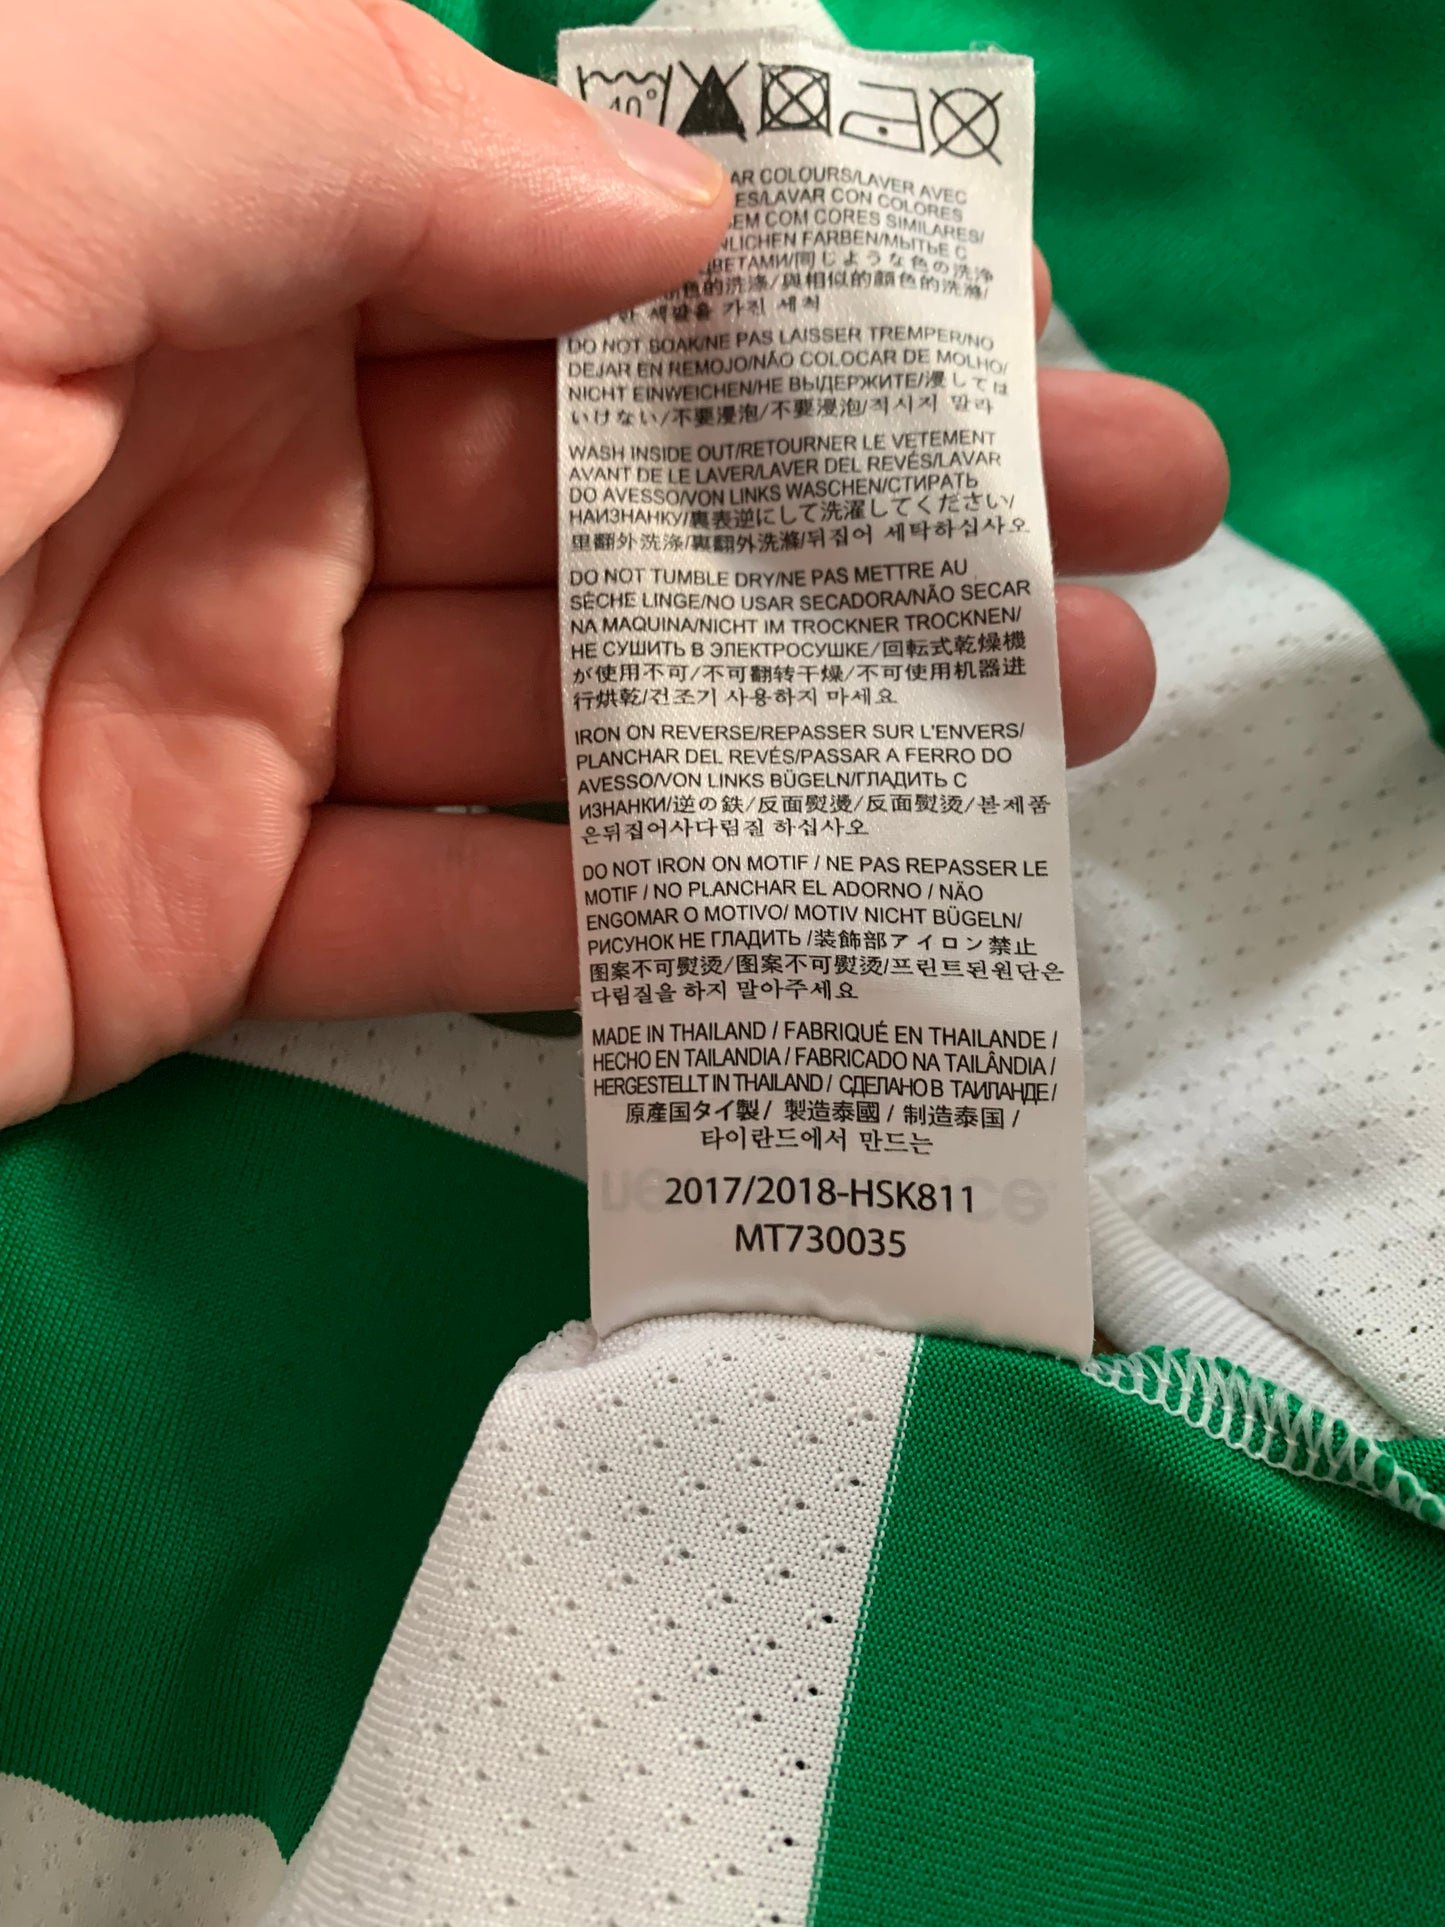 40°
AR COLOURS/LAVER AVEC
ES/LAVAR CON COLORES
EM COM CORES SIMILARES/
NLICHEN FARBEN/МЫТЬЕ С
ЦВЕТАМИ/同じような色の洗浄
色的洗涤/與相似的顏色的洗滌/
한 색깔을 가진 세척
DO NOT SOAK/NE PAS LAISSER TREMPER/NO
DEJAR EN REMOJO/NÃO COLOCAR DE MOLHO/
NICHT EINWEICHEN/НЕ ВЫДЕРЖИТЕ/浸しては
いけない/不要浸泡/不要浸泡/적시지 말라
WASH INSIDE OUT/RETOURNER LE VETEMENT
AVANT DE LE LAVER/LAVER DEL REVÉS/LAVAR
DO AVESSO/VON LINKS WASCHEN/СТИРАТЬ
НАИЗНАНКУ/裏表逆にして洗濯してください/
里翻外洗涤/裏翻外洗滌/뒤집어 세탁하십사오
DO NOT TUMBLE DRY/NE PAS METTRE AU
SÈCHE LINGE/NO USAR SECADORA/NÃO SECAR
NA MAQUINA/NICHT IM TROCKNER TROCKNEN/
НЕ СУШИТЬ В ЭЛЕКТРОСУШКЕ/回転式乾燥機
が使用不可/不可翻转干燥/不可使用机器进
行烘乾/건조기 사용하지 마세요
IRON ON REVERSE/REPASSER SUR L'ENVERS/
PLANCHAR DEL REVÉS/PASSAR A FERRO DO
AVESSO/VON LINKS BÜGELN/ГЛАДИТЬ С
ИЗНАНКИ/逆の鉄/反面熨燙/反面熨烫/본제품
은뒤집어사다림질 하십사오
DO NOT IRON ON MOTIF / NE PAS REPASSER LE
MOTIF / NO PLANCHAR EL ADORNO / NÃO
ENGOMAR O MOTIVO/ MOTIV NICHT BÜGELN/
РИСУНОК НЕ ГЛАДИТЬ /装飾部アイロン禁止
图案不可熨烫/图案不可熨烫/프린트된원단은
다림질을 하지 말아주세요
MADE IN THAILAND / FABRIQUÉ EN THAILANDE /
HECHO EN TAILANDIA / FABRICADO NA TAILÂNDIA /
HERGESTELLT IN THAILAND / СДЕЛАНО В ТАИЛАНДЕ/
原產国タイ製/ 製造泰國 / 制造泰国 /
타이란드에서 만드는
2017/2018-HSK811
MT730035